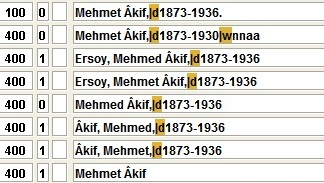 100 0 Mehmet Âkif,|d1873-1936.
400 0 Mehmet Âkif,|d1873-1930|wnnaa
400 1 Ersoy, Mehmed Âkif,|d1873-1936
400 1 Ersoy, Mehmet Âkif,|d1873-1936
400 0 Mehmed Âkif,|d1873-1936
400 1 Âkif, Mehmed,|d1873-1936
400 1 Âkif, Mehmet,|d1873-1936
400 1 Mehmet Âkif